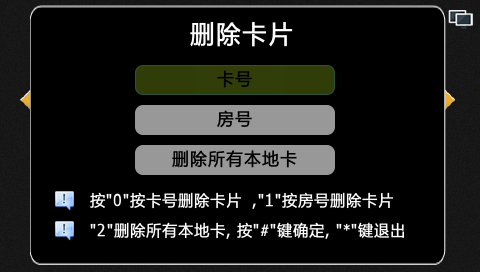 删除卡片
卡号
房号
删除所有本地卡
按"0"按卡号删除卡片 ,"1"按房号删除卡片
"2"删除所有本地卡, 按"#"键确定, "*"键退出